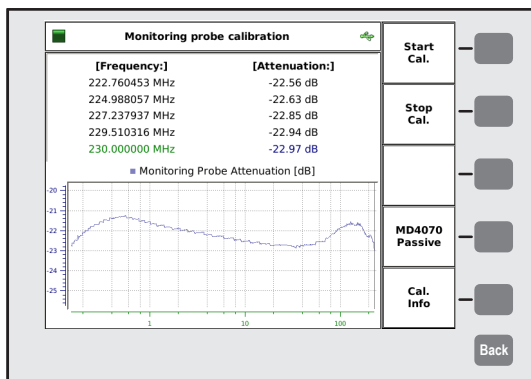 Monitoring probe calibration
[Frequency:] [Attenuation:]
222.760453 MHz -22.56 dB
224.988057 MHz -22.63 dB
227.237937 MHz -22.85 dB
229.510316 MHz -22.94 dB
230.000000 MHz -22.97 dB
Monitoring Probe Attenuation [dB]
-20
-21
-22
-23
-24
-25
1 10 100
Start
Cal.
Stop
Cal.
MD4070
Passive
Cal.
Info
Back